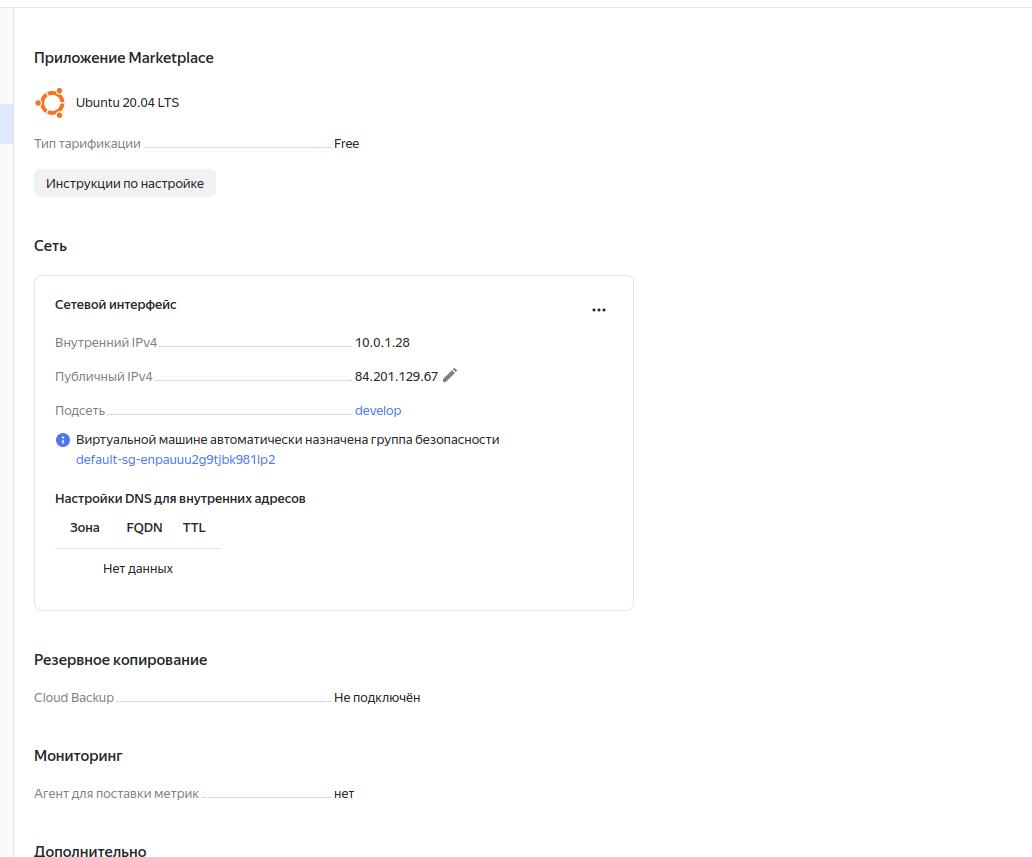 Приложение Marketplace
Ubuntu 20.04 LTS
Тип тарификации Free
Инструкции по настройке
Сеть
Сетевой интерфейс
Внутренний IPv4 10.0.1.28
Публичный IPv4 84.201.129.67
Подсеть develop
Виртуальной машине автоматически назначена группа безопасности
default-sg-enpauuu2g9tjbk981lp2
Настройки DNS для внутренних адресов
Зона FQDN TTL
Нет данных
Резервное копирование
Cloud Backup Не подключён
Мониторинг
Агент для поставки метрик нет
Дополнительно